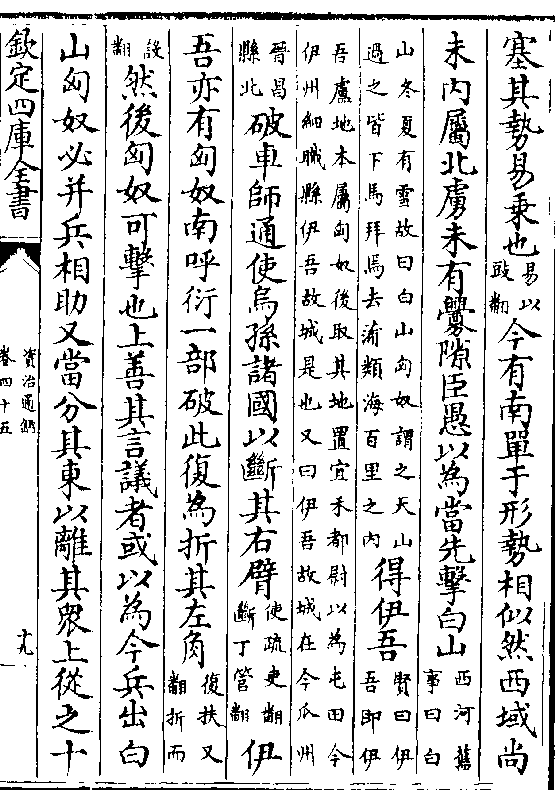 塞其勢易乗也易以豉翻今有南單于形勢相似然西域尚
未内屬北虜未有釁隙臣愚以為當先擊白山西河舊事曰白
山冬夏有雪故曰白山匈奴謂之天山過之皆下馬拜焉去蒲類海百里之内得伊吾賢曰伊吾即伊
吾盧地本屬匈奴後取其地置宜禾都尉以為屯田今伊州細職縣伊吾故城是也又曰伊吾故城在今瓜州
晉昌縣北破車師通使烏孫諸國以斷其右臂使疏吏翻斷丁管翻伊
吾亦有匈奴南呼衍一部破此復為折其左角復扶又翻折而
設翻然後匈奴可擊也上善其言議者或以為今兵出白
山匈奴必并兵相助又當分其東以離其衆上從之十
欽定四庫全書
資治通鑑
卷四十五
十九